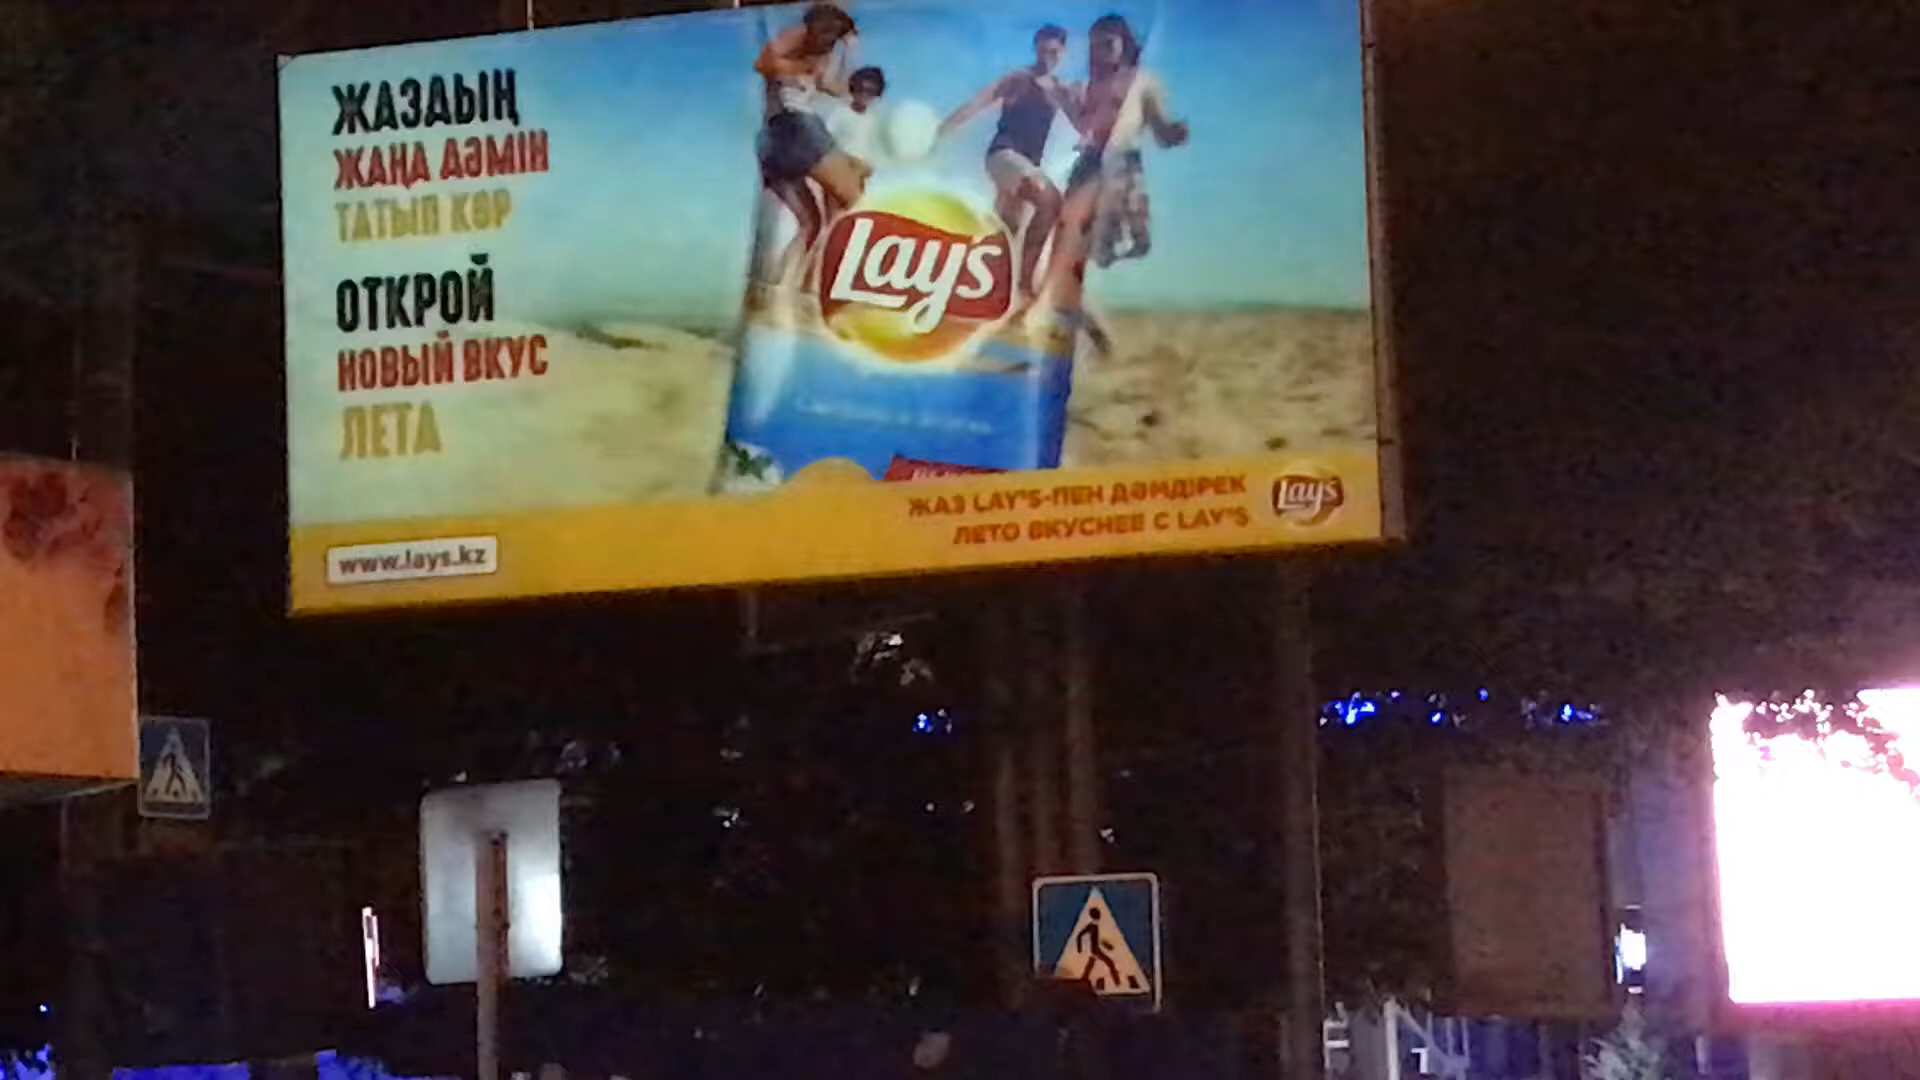 ЖАЗДЫҢ
ЖАҢА ДӘМІН
ТАТЫП КӨР
ОТКРОЙ
НОВЫЙ ВКУС
ЛЕТА
Lay's
ЖАЗ LAY'S-ПЕН ДӘМДІРЕК
ЛЕТО ВКУСНЕЕ С LAY'S
Lay's
www.lays.kz